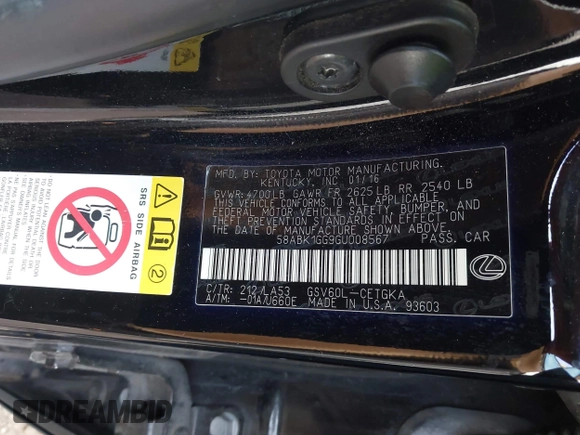 MFD. BY: TOYOTA MOTOR MANUFACTURING,
KENTUCKY, INC. 01/16
GVWR 4700LB GAWR FR 2625LB RR 2540 LB
THIS VEHICLE CONFORMS TO ALL APPLICABLE
FEDERAL MOTOR VEHICLE SAFETY, BUMPER, AND
THEFT PREVENTION STANDARDS IN EFFECT ON
THE DATE OF MANUFACTURE SHOWN ABOVE.
58ABK1GG9GU008567 PASS. CAR
C/TR: 212/LA53 GSV60L-CETGKA
A/TM: -01A/U660E MADE IN U.S.A. 93603
SRS SIDE AIRBAG
2
DREAMBID